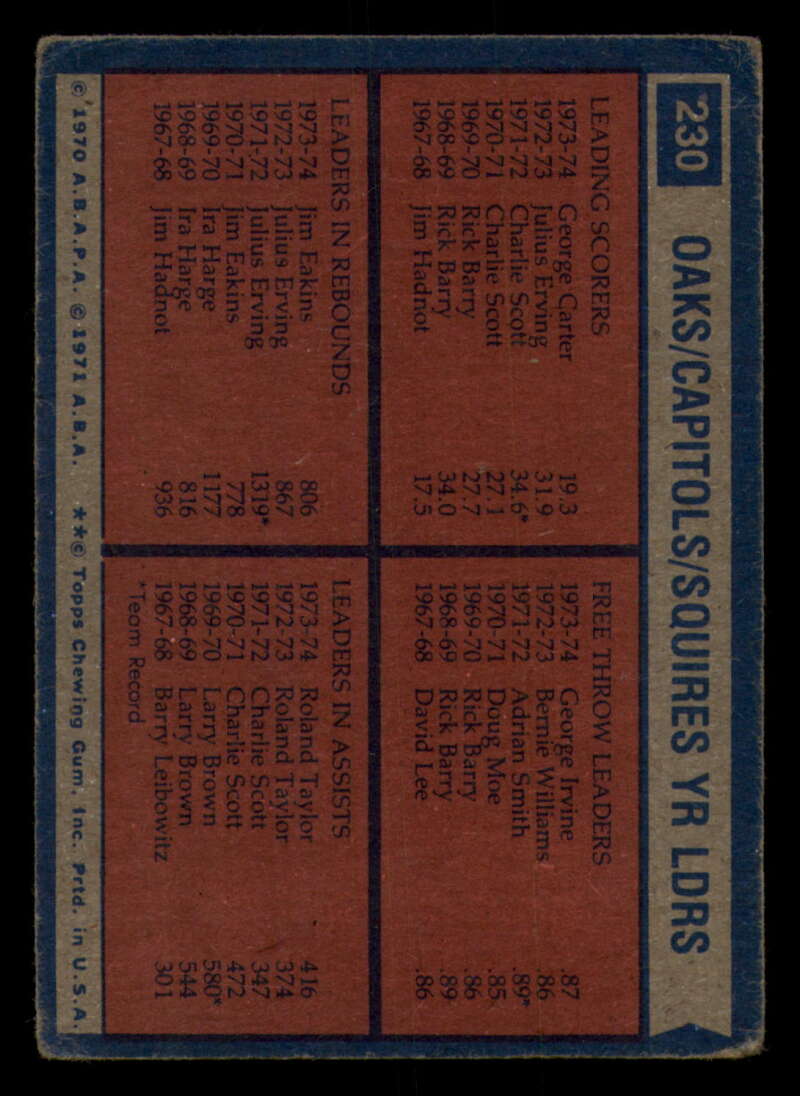 230 OAKS/CAPITOLS/SQUIRES YR LDRS
LEADING SCORERS
1973-74 George Carter 19.3
1972-73 Julius Erving 31.9
1971-72 Charlie Scott 34.6*
1970-71 Charlie Scott 27.1
1969-70 Rick Barry 27.7
1968-69 Rick Barry 34.0
1967-68 Jim Hadnot 17.5
FREE THROW LEADERS
1973-74 George Irvine .87
1972-73 Bernie Williams .86
1971-72 Adrian Smith .89*
1970-71 Doug Moe .85
1969-70 Rick Barry .86
1968-69 Rick Barry .89
1967-68 David Lee .86
LEADERS IN REBOUNDS
1973-74 Jim Eakins 806
1972-73 Julius Erving 867
1971-72 Julius Erving 1319*
1970-71 Jim Eakins 778
1969-70 Ira Harge 1177
1968-69 Ira Harge 816
1967-68 Jim Hadnot 936
LEADERS IN ASSISTS
1973-74 Roland Taylor 416
1972-73 Roland Taylor 374
1971-72 Charlie Scott 347
1970-71 Charlie Scott 472
1969-70 Larry Brown 580*
1968-69 Larry Brown 544
1967-68 Barry Leibowitz 301
*Team Record
© 1970 A.B.A.P.A. © 1971 A.B.A. **© Topps Chewing Gum, Inc. Prtd. in U.S.A.